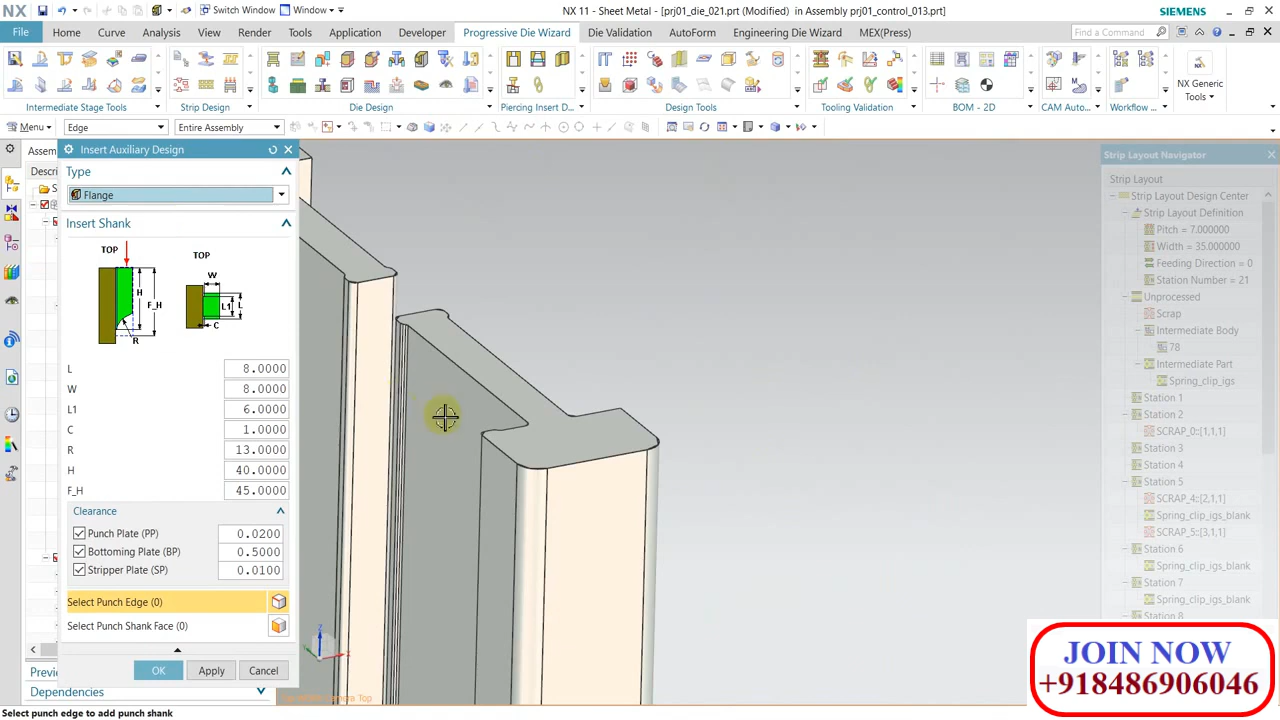 NX
Switch Window
Window
NX 11 - Sheet Metal - [prj01_die_021.prt (Modified) in Assembly prj01_control_013.prt]
SIEMENS
File
Home
Curve
Analysis
View
Render
Tools
Application
Developer
Progressive Die Wizard
Die Validation
AutoForm
Engineering Die Wizard
MEX(Press)
Find a Command
NX Generic
Tools
Intermediate Stage Tools
Strip Design
Die Design
Piercing Insert D...
Design Tools
Tooling Validation
BOM - 2D
CAM Auto...
Workflow ...
Menu
Edge
Entire Assembly
Insert Auxiliary Design
Type
Flange
Insert Shank
TOP
TOP
H
F_H
R
W
L1
L
C
L 8.0000
W 8.0000
L1 6.0000
C 1.0000
R 13.0000
H 40.0000
F_H 45.0000
Clearance
Punch Plate (PP) 0.0200
Bottoming Plate (BP) 0.5000
Stripper Plate (SP) 0.0100
Select Punch Edge (0)
Select Punch Shank Face (0)
OK
Apply
Cancel
Assem
Descri
Previe
Dependencies
Select punch edge to add punch shank
Strip Layout Navigator
Strip Layout
Strip Layout Design Center
Strip Layout Definition
Pitch = 7.000000
Width = 35.000000
Feeding Direction = 0
Station Number = 21
Unprocessed
Scrap
Intermediate Body
78
Intermediate Part
Spring_clip_igs
Station 1
Station 2
SCRAP_0::[1,1,1]
Station 3
Station 4
Station 5
SCRAP_4::[2,1,1]
Spring_clip_igs_blank
SCRAP_5::[3,1,1]
Station 6
Spring_clip_igs_blank
Station 7
Spring_clip_igs_blank
Station 8
JOIN NOW
+918486906046